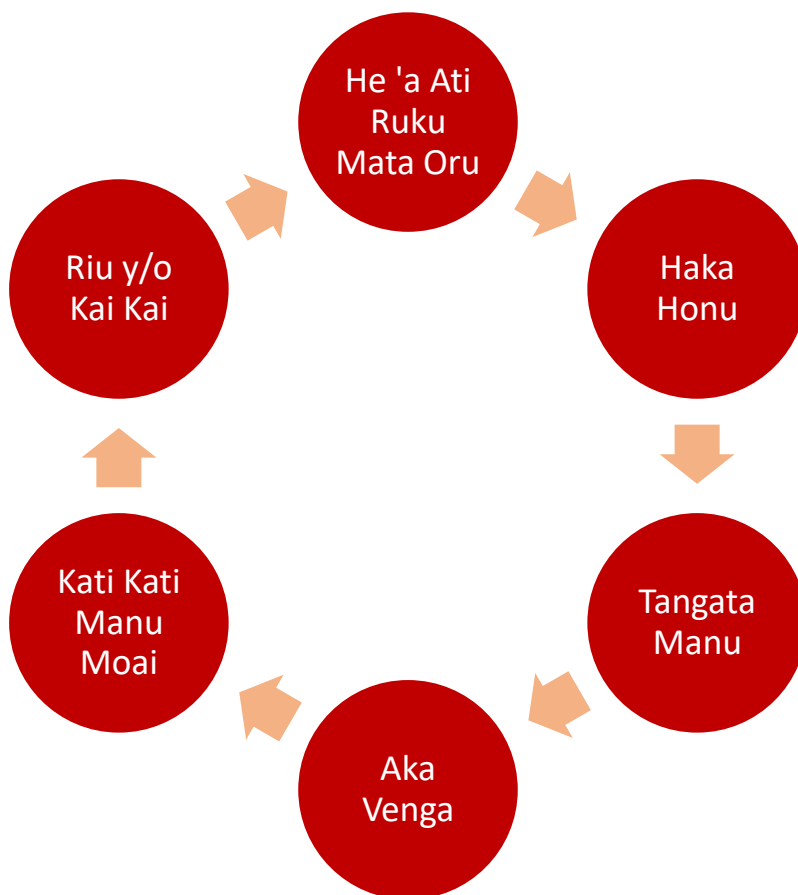 He 'a Ati
Ruku
Mata Oru
Haka
Honu
Tangata
Manu
Aka
Venga
Kati Kati
Manu
Moai
Riu y/o
Kai Kai